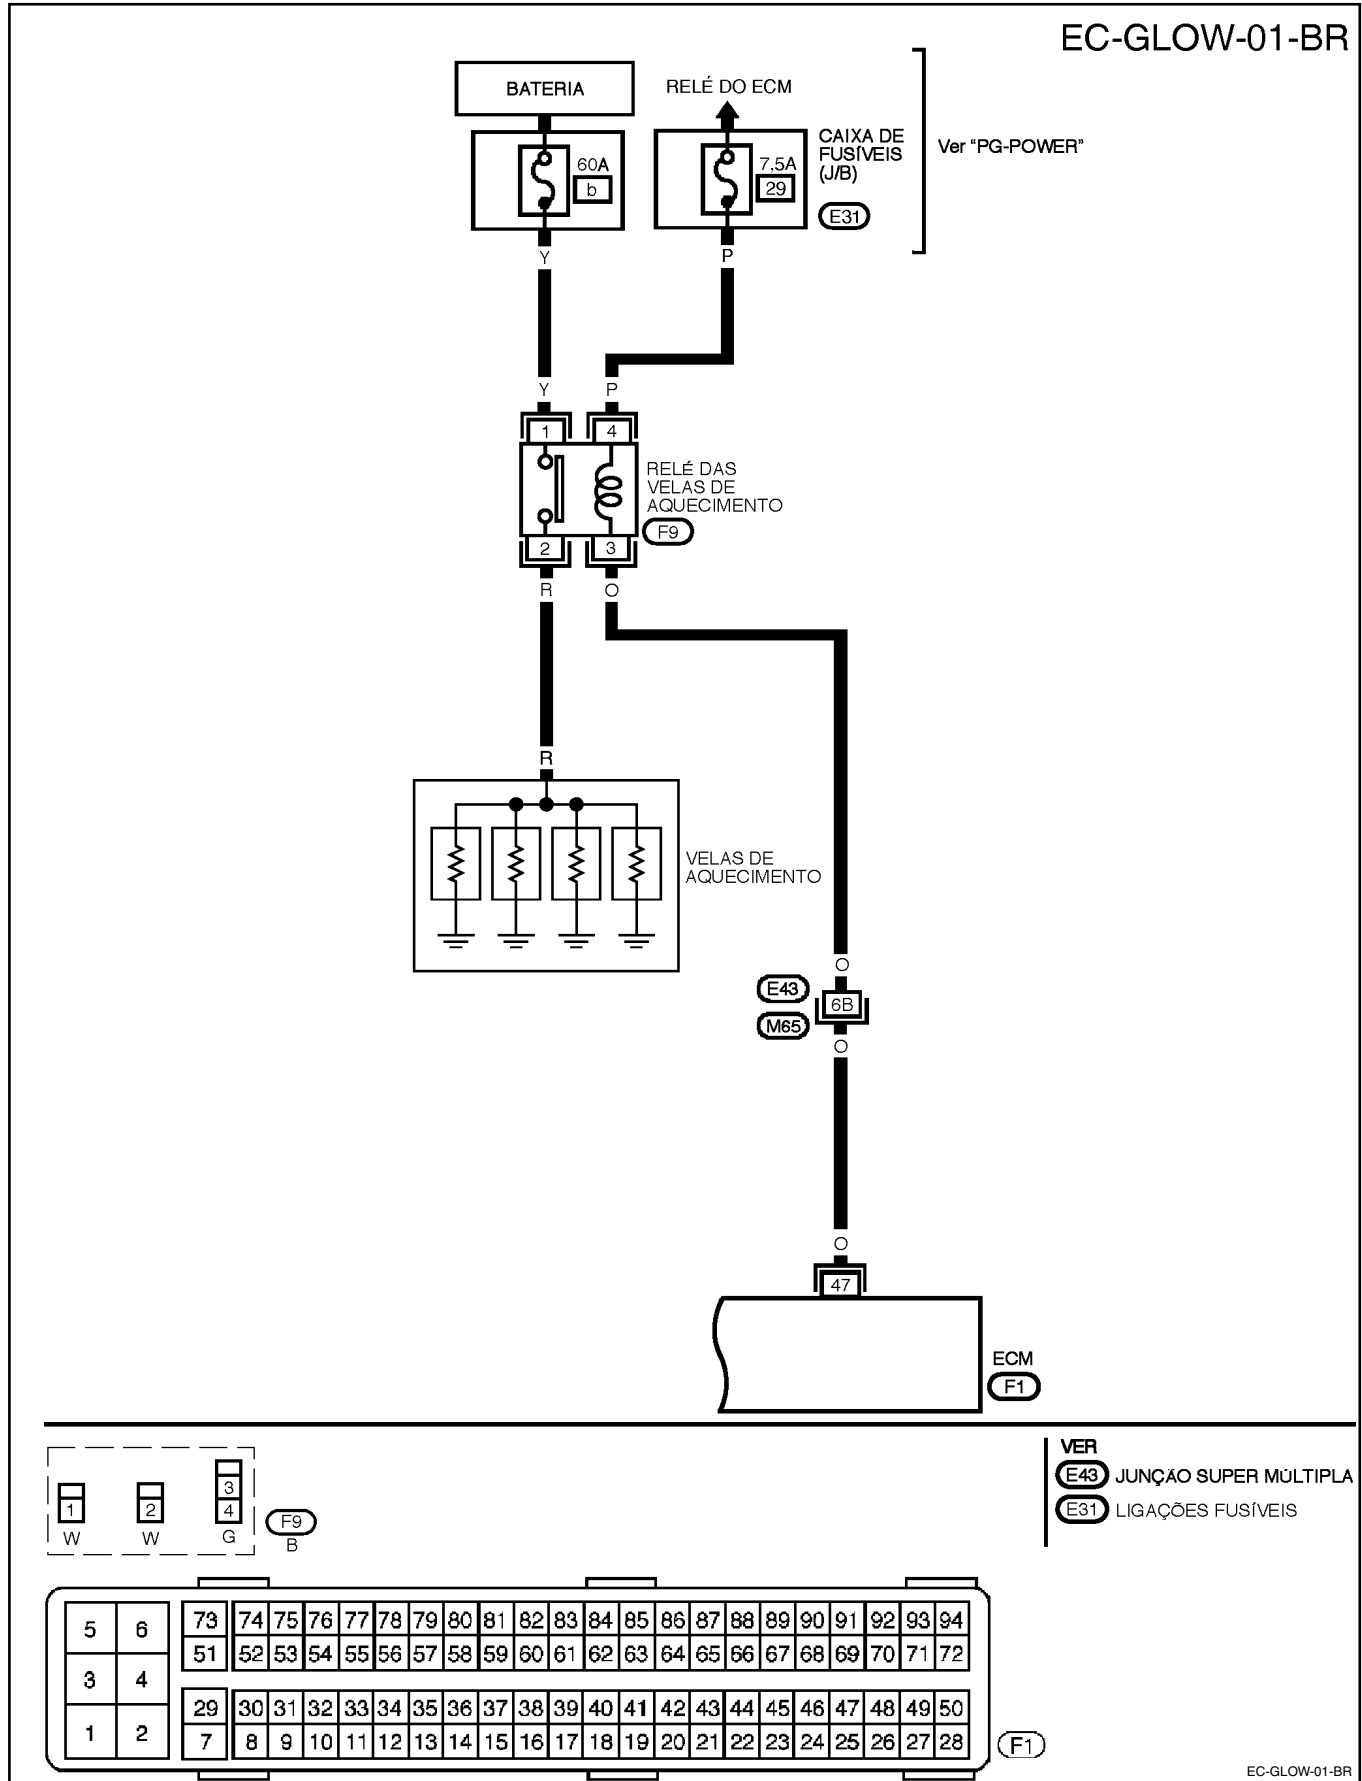 EC-GLOW-01-BR
BATERIA
RELÉ DO ECM
60A
b
7,5A
29
CAIXA DE
FUSÍVEIS
(J/B)
E31
Ver “PG-POWER”
Y
P
Y
P
1
4
RELÉ DAS
VELAS DE
AQUECIMENTO
F9
2
3
R
O
R
VELAS DE
AQUECIMENTO
O
E43
6B
M65
O
O
47
ECM
F1
1
W
2
W
3
4
G
F9
B
VER
E43 JUNÇÃO SUPER MÚLTIPLA
E31 LIGAÇÕES FUSÍVEIS
5 6
3 4
1 2
73 74 75 76 77 78 79 80 81 82 83 84 85 86 87 88 89 90 91 92 93 94
51 52 53 54 55 56 57 58 59 60 61 62 63 64 65 66 67 68 69 70 71 72
29 30 31 32 33 34 35 36 37 38 39 40 41 42 43 44 45 46 47 48 49 50
7 8 9 10 11 12 13 14 15 16 17 18 19 20 21 22 23 24 25 26 27 28
F1
EC-GLOW-01-BR